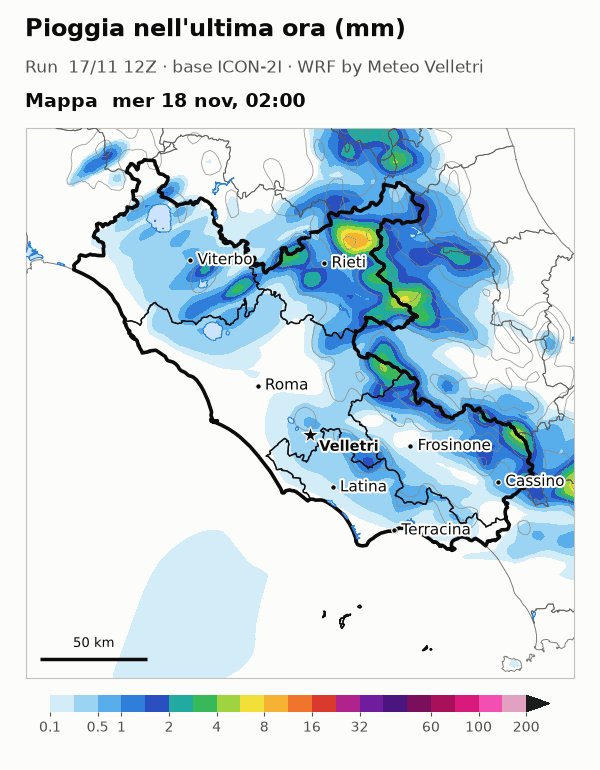 Pioggia nell'ultima ora (mm)
Run  17/11 12Z · base ICON-2I · WRF by Meteo Velletri
Mappa  mer 18 nov, 02:00
Viterbo
Rieti
Roma
Velletri
Frosinone
Latina
Cassino
Terracina
50 km
0.1 0.5 1 2 4 8 16 32 60 100 200